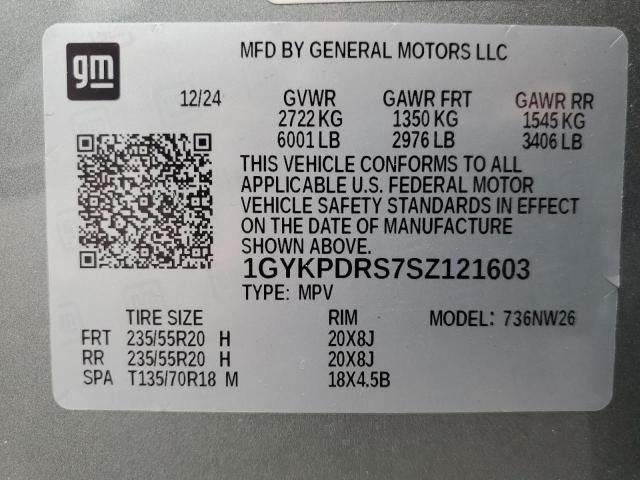 gm
MFD BY GENERAL MOTORS LLC
12/24 GVWR GAWR FRT GAWR RR
2722 KG 1350 KG 1545 KG
6001 LB 2976 LB 3406 LB
THIS VEHICLE CONFORMS TO ALL
APPLICABLE U.S. FEDERAL MOTOR
VEHICLE SAFETY STANDARDS IN EFFECT
ON THE DATE OF MANUFACTURE
SHOWN ABOVE.
1GYKPDRS7SZ121603
TYPE: MPV
TIRE SIZE RIM MODEL: 736NW26
FRT 235/55R20 H 20X8J
RR 235/55R20 H 20X8J
SPA T135/70R18 M 18X4.5B